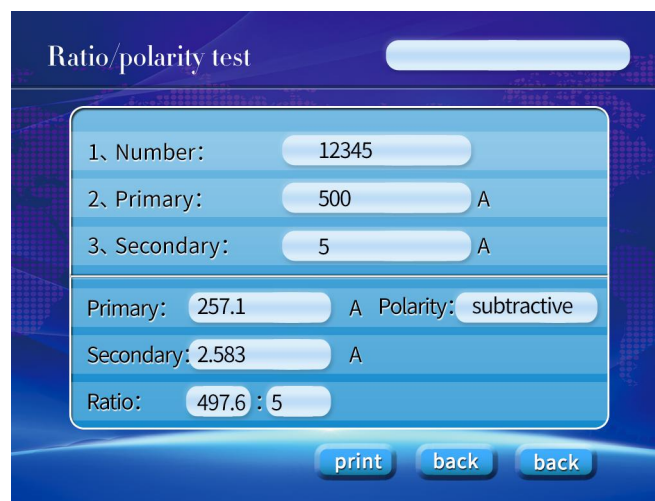 Ratio/polarity test
1、Number： 12345
2、Primary： 500 A
3、Secondary： 5 A
Primary： 257.1 A Polarity： subtractive
Secondary：2.583 A
Ratio： 497.6 : 5
print back back